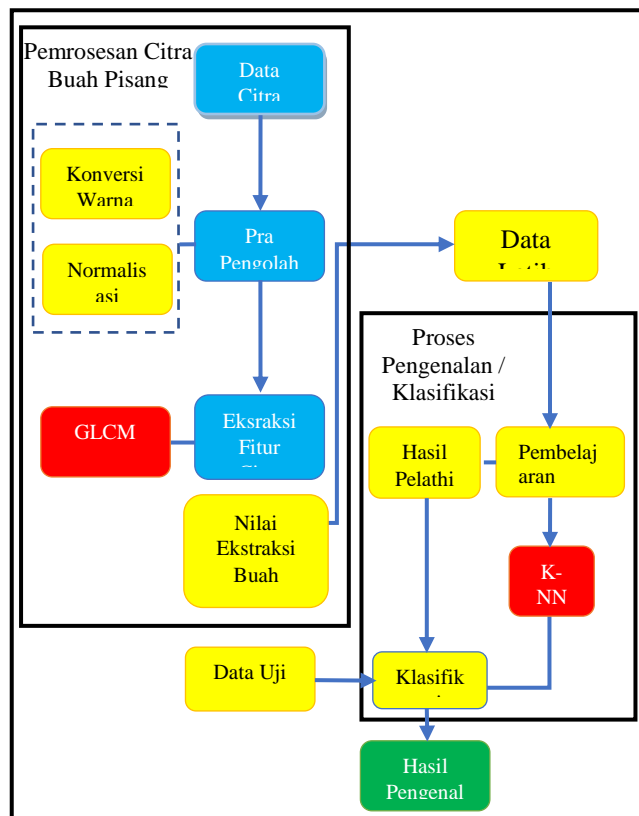 Pemrosesan Citra
Buah Pisang
Data
Citra
Konversi
Warna
Normalis
asi
Pra
Pengolah
Data
GLCM
Eksraksi
Fitur
Nilai
Ekstraksi
Buah
Proses
Pengenalan /
Klasifikasi
Hasil
Pelathi
Pembelaj
aran
K-
NN
Data Uji
Klasifik
Hasil
Pengenal